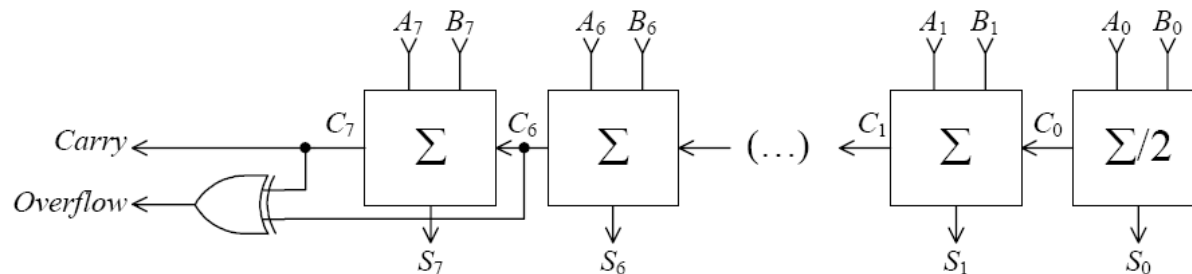 A₇ B₇ A₆ B₆ A₁ B₁ A₀ B₀
Carry C₇ Σ C₆ Σ (...) C₁ Σ C₀ Σ/2
Overflow
S₇ S₆ S₁ S₀